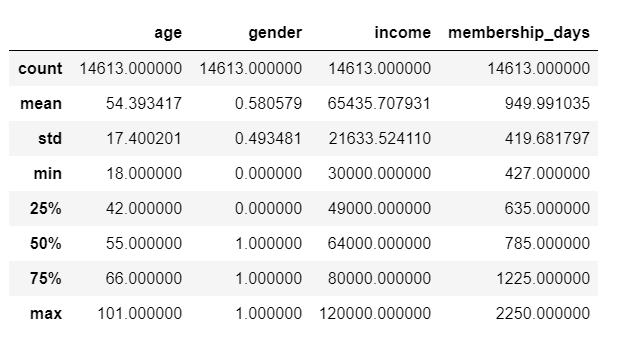 age gender income membership_days
count 14613.000000 14613.000000 14613.000000 14613.000000
mean 54.393417 0.580579 65435.707931 949.991035
std 17.400201 0.493481 21633.524110 419.681797
min 18.000000 0.000000 30000.000000 427.000000
25% 42.000000 0.000000 49000.000000 635.000000
50% 55.000000 1.000000 64000.000000 785.000000
75% 66.000000 1.000000 80000.000000 1225.000000
max 101.000000 1.000000 120000.000000 2250.000000